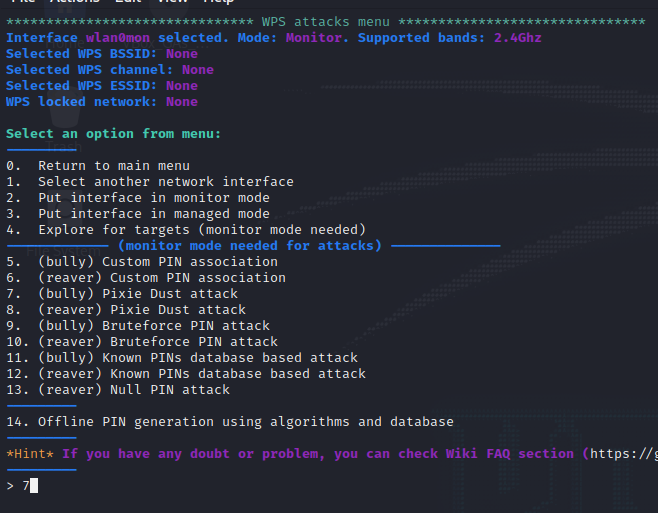 ****************************** WPS attacks menu ******************************
Interface wlan0mon selected. Mode: Monitor. Supported bands: 2.4Ghz
Selected WPS BSSID: None
Selected WPS channel: None
Selected WPS ESSID: None
WPS locked network: None
Select an option from menu:
---------
0. Return to main menu
1. Select another network interface
2. Put interface in monitor mode
3. Put interface in managed mode
4. Explore for targets (monitor mode needed)
------------- (monitor mode needed for attacks) --------------
5. (bully) Custom PIN association
6. (reaver) Custom PIN association
7. (bully) Pixie Dust attack
8. (reaver) Pixie Dust attack
9. (bully) Bruteforce PIN attack
10. (reaver) Bruteforce PIN attack
11. (bully) Known PINs database based attack
12. (reaver) Known PINs database based attack
13. (reaver) Null PIN attack
---------
14. Offline PIN generation using algorithms and database
---------
*Hint* If you have any doubt or problem, you can check Wiki FAQ section (https://g
---------
> 7